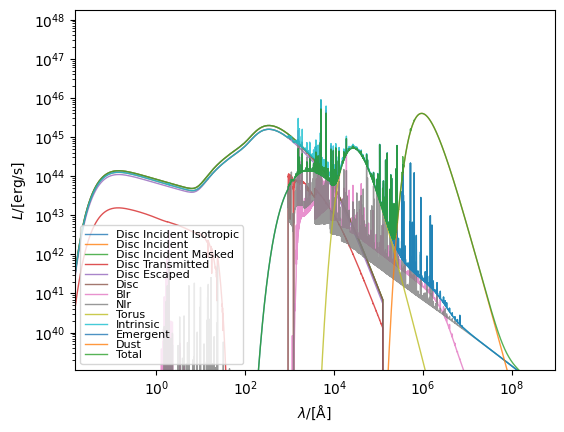 10^48
10^47
10^46
10^45
10^44
10^43
10^42
10^41
10^40
L/[erg/s]
Disc Incident Isotropic
Disc Incident
Disc Incident Masked
Disc Transmitted
Disc Escaped
Disc
Blr
Nlr
Torus
Intrinsic
Emergent
Dust
Total
10^0 10^2 10^4 10^6 10^8
λ/[Å]